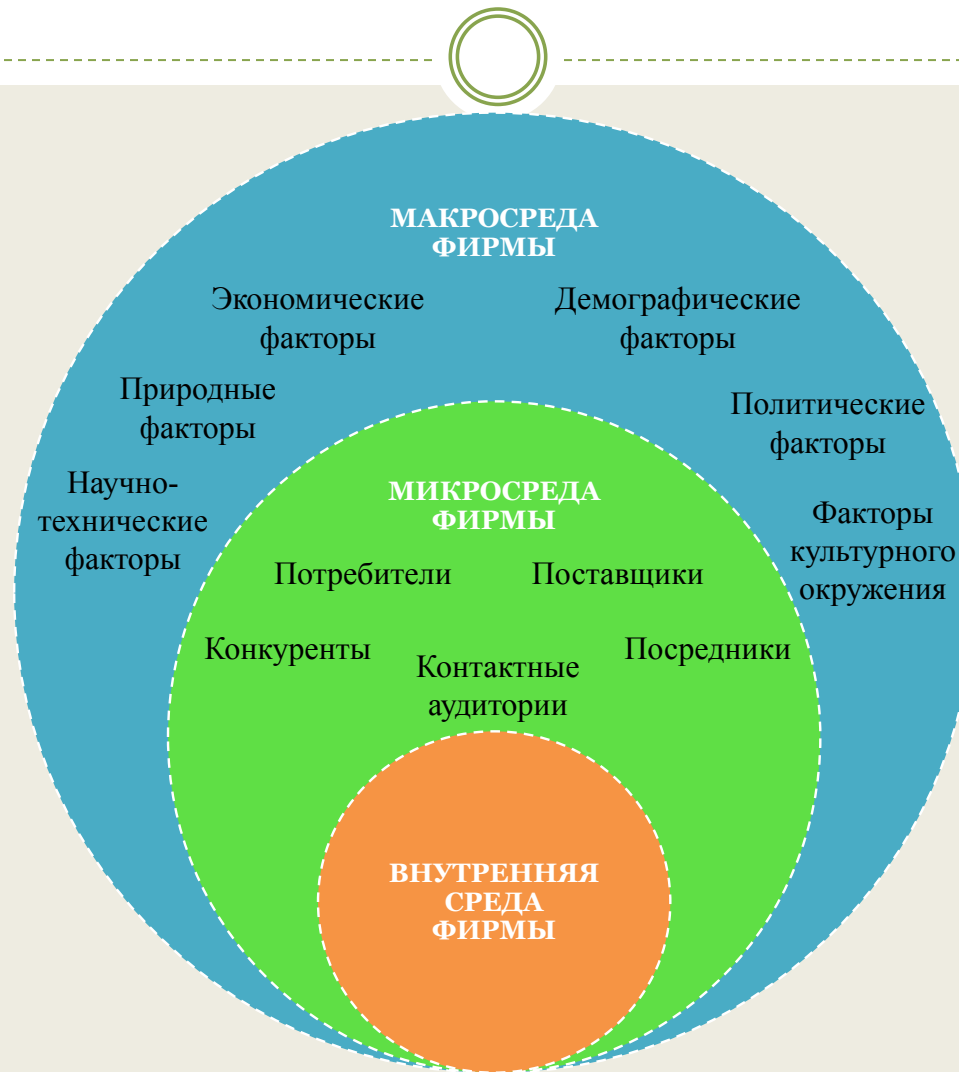 МАКРОСРЕДА
ФИРМЫ
Экономические
факторы
Демографические
факторы
Природные
факторы
Политические
факторы
Научно-
технические
факторы
Факторы
культурного
окружения
МИКРОСРЕДА
ФИРМЫ
Потребители
Поставщики
Конкуренты
Контактные
аудитории
Посредники
ВНУТРЕННЯЯ
СРЕДА
ФИРМЫ